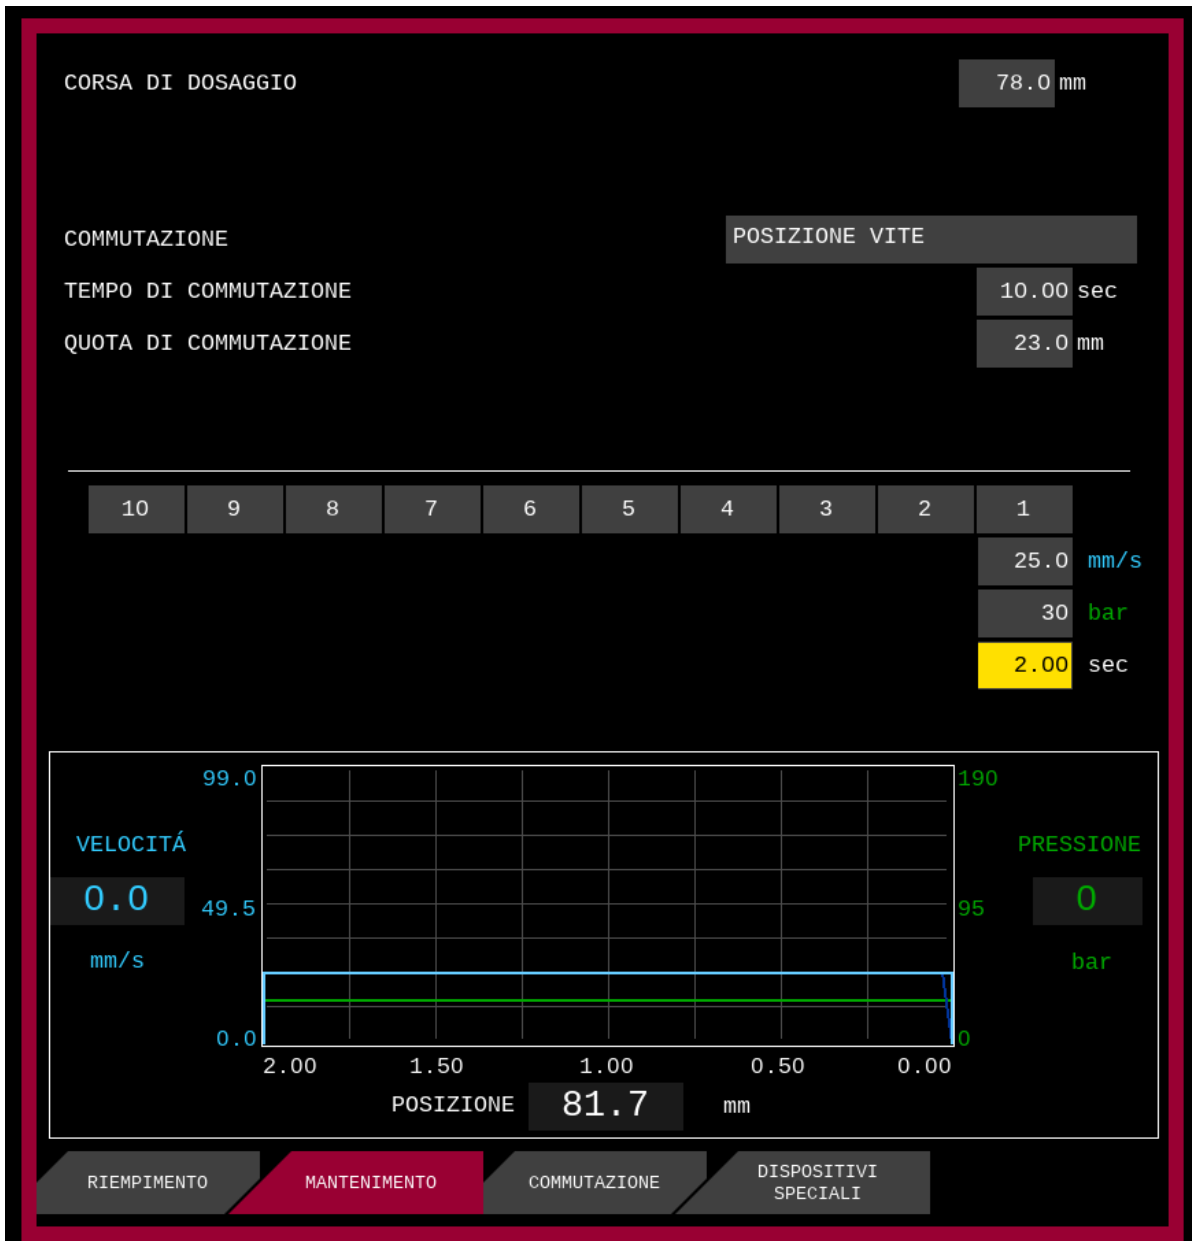 CORSA DI DOSAGGIO 78.0 mm
COMMUTAZIONE POSIZIONE VITE
TEMPO DI COMMUTAZIONE 10.00 sec
QUOTA DI COMMUTAZIONE 23.0 mm
10 9 8 7 6 5 4 3 2 1
25.0 mm/s
30 bar
2.00 sec
99.0 190
VELOCITÁ PRESSIONE
0.0 49.5 95 0
mm/s bar
0.0 0
2.00 1.50 1.00 0.50 0.00
POSIZIONE 81.7 mm
RIEMPIMENTO MANTENIMENTO COMMUTAZIONE DISPOSITIVI
SPECIALI